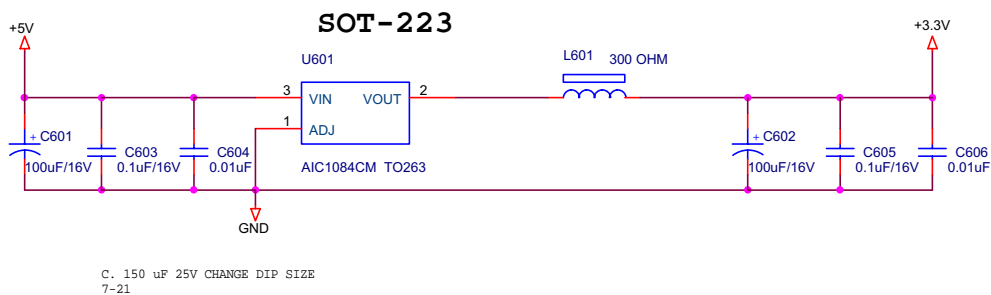 SOT-223
+5V
+3.3V
U601
L601 300 OHM
3 VIN VOUT 2
1 ADJ
+ C601
100uF/16V
C603
0.1uF/16V
C604
0.01uF
AIC1084CM TO263
+ C602
100uF/16V
C605
0.1uF/16V
C606
0.01uF
GND
C. 150 uF 25V CHANGE DIP SIZE
7-21